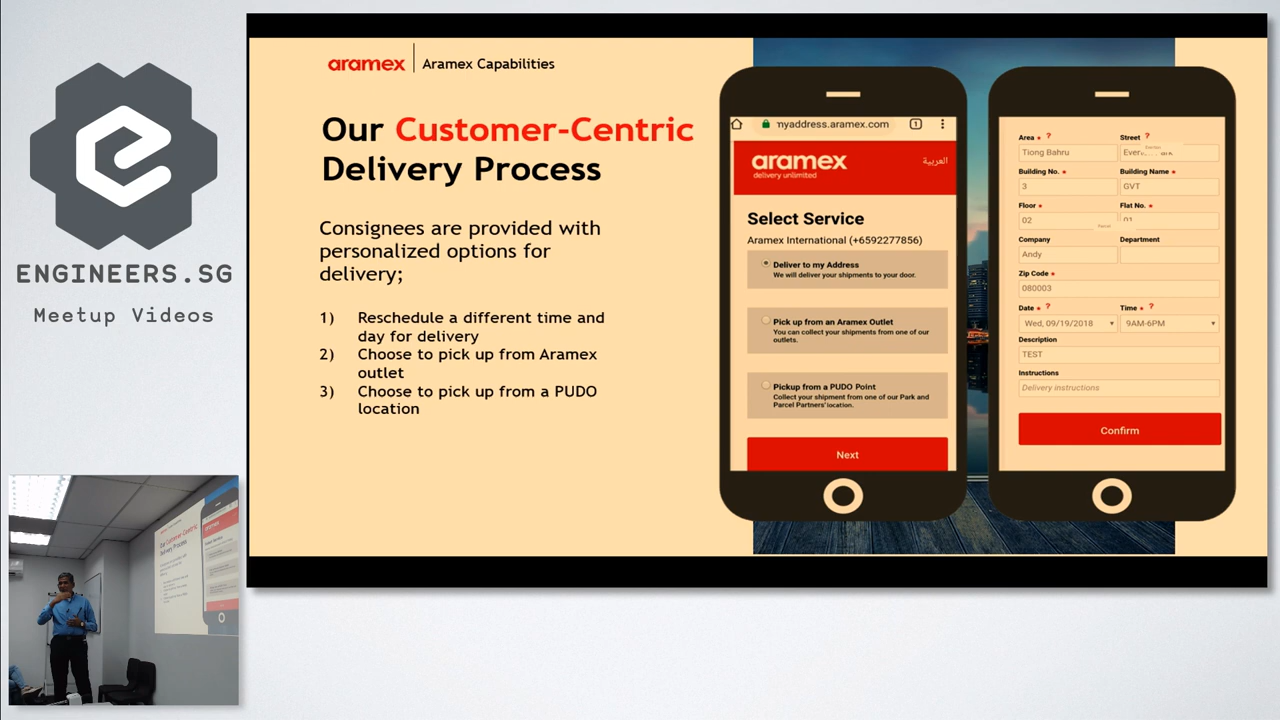 ENGINEERS.SG
Meetup Videos
aramex
Aramex Capabilities
Our Customer-Centric
Delivery Process
Consignees are provided with
personalized options for
delivery;
1) Reschedule a different time and
day for delivery
2) Choose to pick up from Aramex
outlet
3) Choose to pick up from a PUDO
location
myaddress.aramex.com
1
aramex
delivery unlimited
العربية
Select Service
Aramex International (+6592277856)
Deliver to my Address
We will deliver your shipments to your door.
Pick up from an Aramex Outlet
You can collect your shipments from one of our
outlets.
Pickup from a PUDO Point
Collect your shipment from one of our Park and
Parcel Partners'location.
Next
Area * ? Street * ?
Tiong Bahru
Building No. * Building Name *
3 GVT
Floor * Flat No. *
02 01
Company Department
Andy
Zip Code *
080003
Date * ? Time * ?
Wed, 09/19/2018 9AM-6PM
Description
TEST
Instructions
Delivery instructions
Confirm